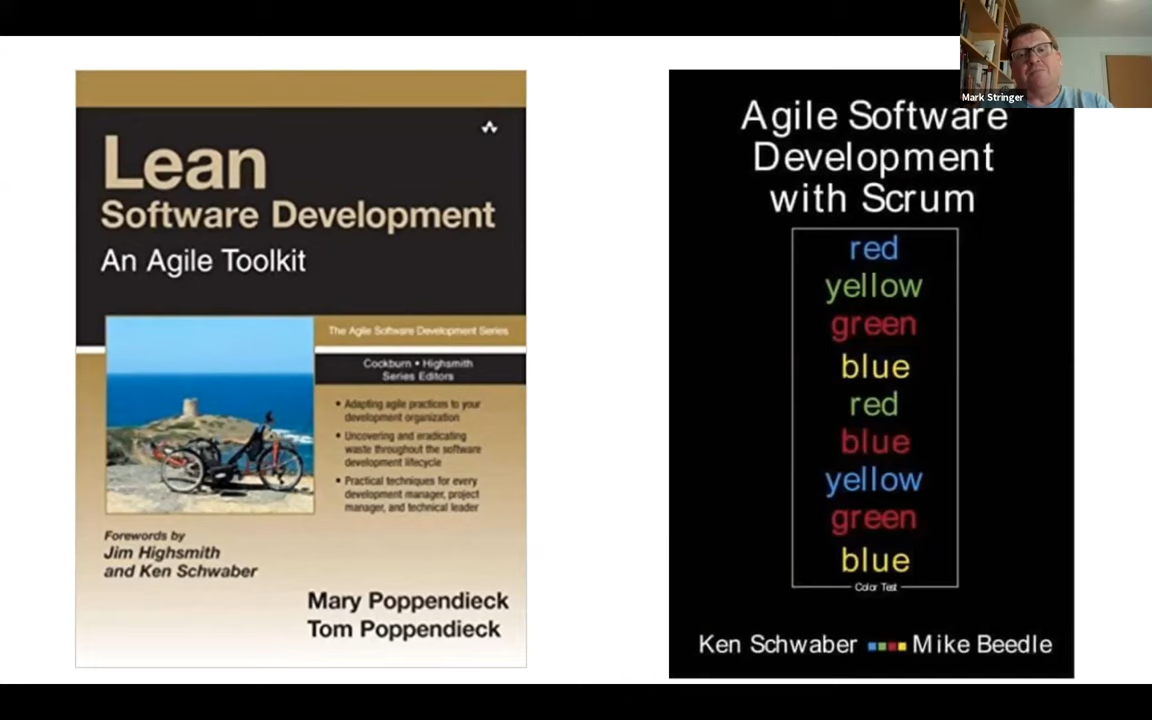 Mark Stringer
Lean
Software Development
An Agile Toolkit
The Agile Software Development Series
Cockburn • Highsmith
Series Editors
• Adapting agile practices to your
development organization
• Uncovering and eradicating
waste throughout the software
development lifecycle
• Practical techniques for every
development manager, project
manager, and technical leader
Forewords by
Jim Highsmith
and Ken Schwaber
Mary Poppendieck
Tom Poppendieck
Agile Software
Development
with Scrum
red
yellow
green
blue
red
blue
yellow
green
blue
Color Test
Ken Schwaber
Mike Beedle